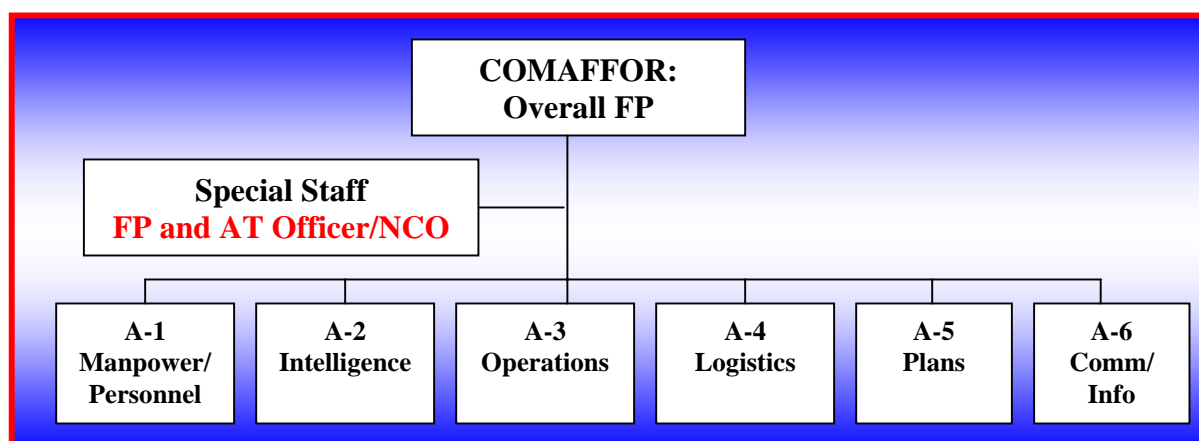 COMAFFOR:
Overall FP
Special Staff
FP and AT Officer/NCO
A-1
Manpower/
Personnel
A-2
Intelligence
A-3
Operations
A-4
Logistics
A-5
Plans
A-6
Comm/
Info